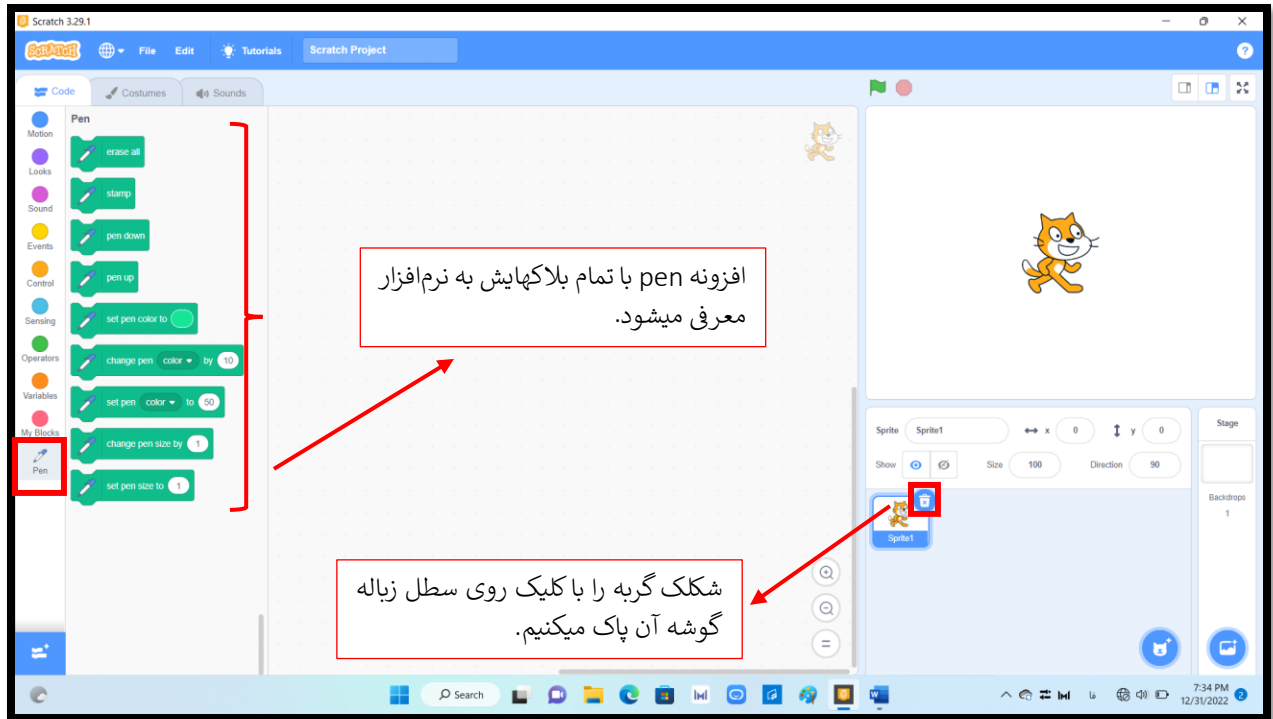 Scratch 3.29.1
SCRATCH
File
Edit
Tutorials
Scratch Project
Code
Costumes
Sounds
Motion
Looks
Sound
Events
Control
Sensing
Operators
Variables
My Blocks
Pen
Pen
erase all
stamp
pen down
pen up
set pen color to
change pen color by 10
set pen color to 50
change pen size by 1
set pen size to 1
افزونه pen با تمام بلاکهایش به نرم‌افزار
معرفی میشود.
شکلک گربه را با کلیک روی سطل زباله
گوشه آن پاک میکنیم.
Sprite Sprite1 x 0 y 0
Show Size 100 Direction 90
Sprite1
Stage
Backdrops
1
Search
فا
7:34 PM
12/31/2022
2